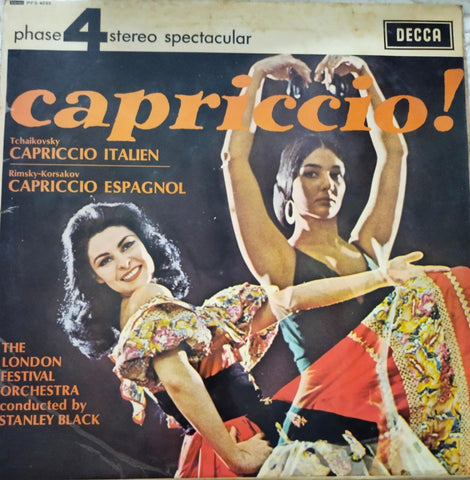 phase 4 stereo spectacular
DECCA
capriccio!
Tchaikovsky
CAPRICCIO ITALIEN
Rimsky-Korsakov
CAPRICCIO ESPAGNOL
THE
LONDON
FESTIVAL
ORCHESTRA
conducted by
STANLEY BLACK